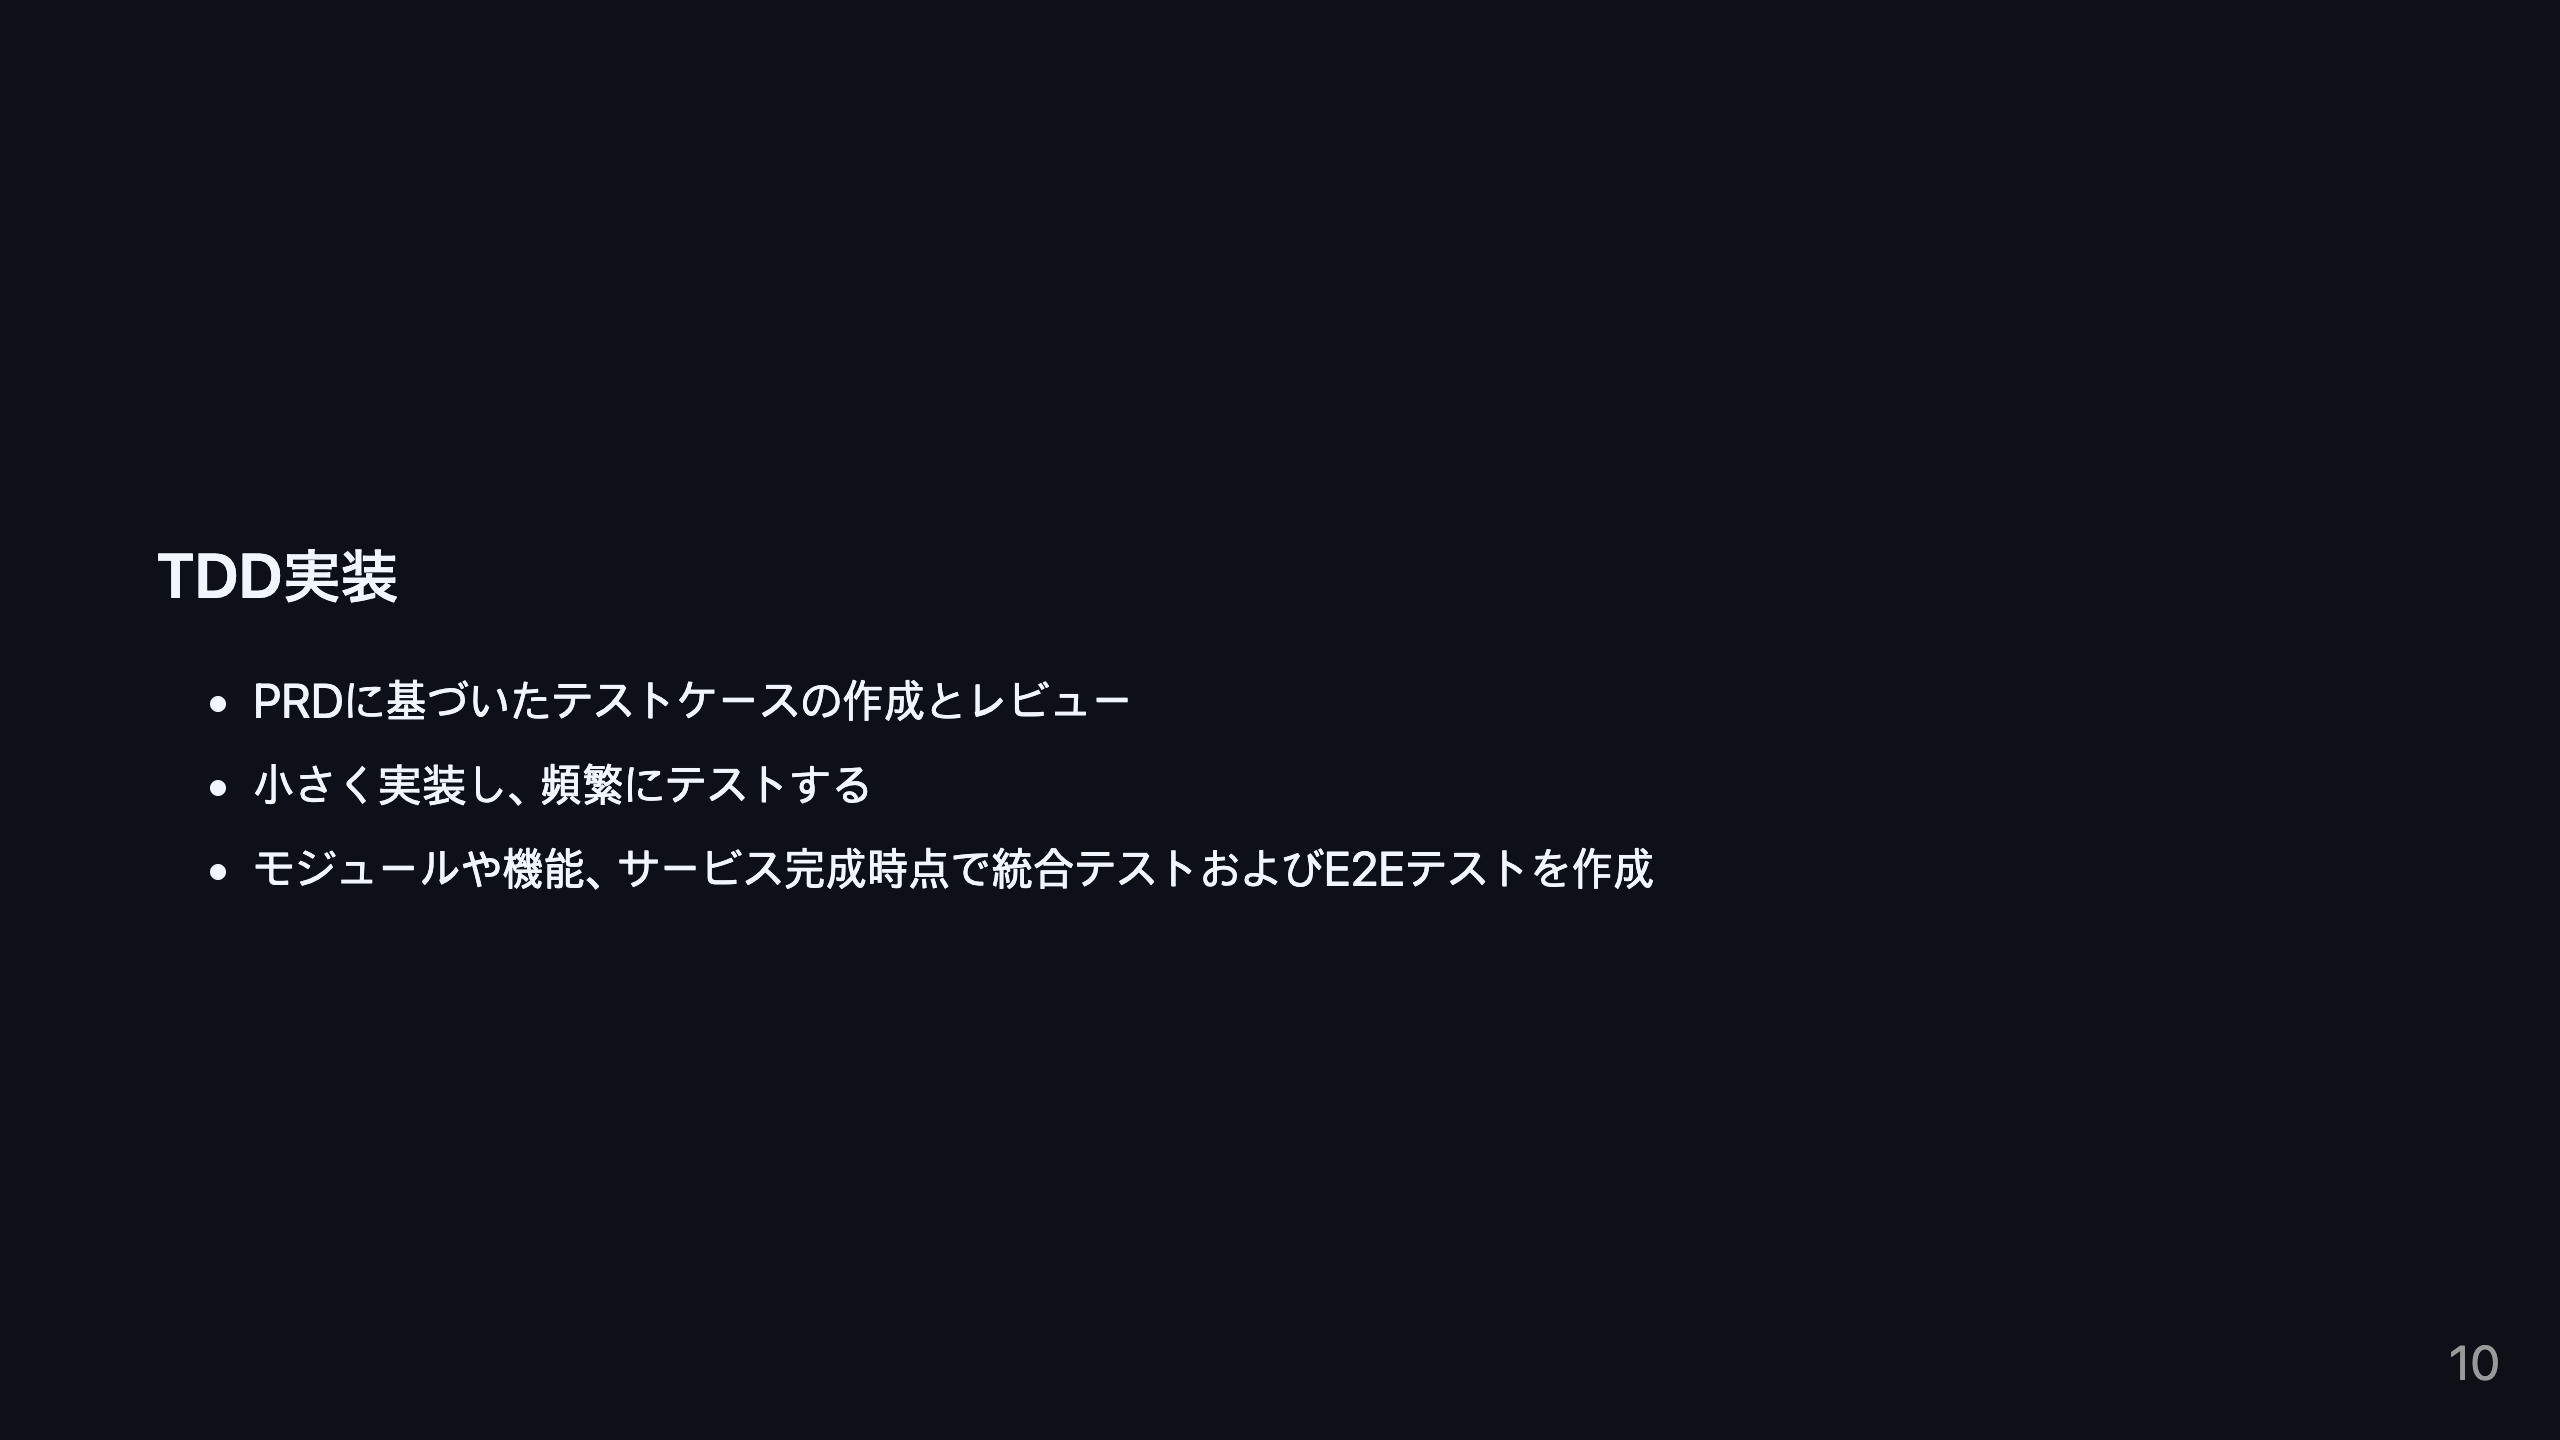 TDD実装
• PRDに基づいたテストケースの作成とレビュー
• 小さく実装し、頻繁にテストする
• モジュールや機能、サービス完成時点で統合テストおよびE2Eテストを作成
10